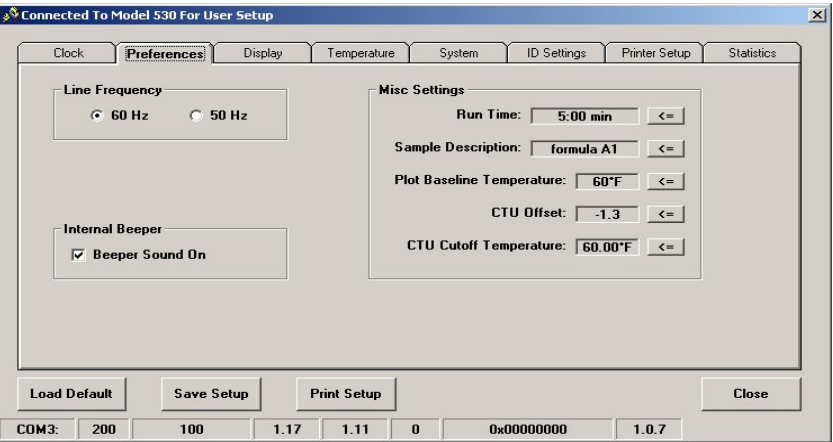 Connected To Model 530 For User Setup
Clock Preferences Display Temperature System ID Settings Printer Setup Statistics
Line Frequency
60 Hz 50 Hz
Internal Beeper
Beeper Sound On
Misc Settings
Run Time: 5:00 min <=
Sample Description: formula A1 <=
Plot Baseline Temperature: 60°F <=
CTU Offset: -1.3 <=
CTU Cutoff Temperature: 60.00°F <=
Load Default Save Setup Print Setup Close
COM3: 200 100 1.17 1.11 0 0x00000000 1.0.7